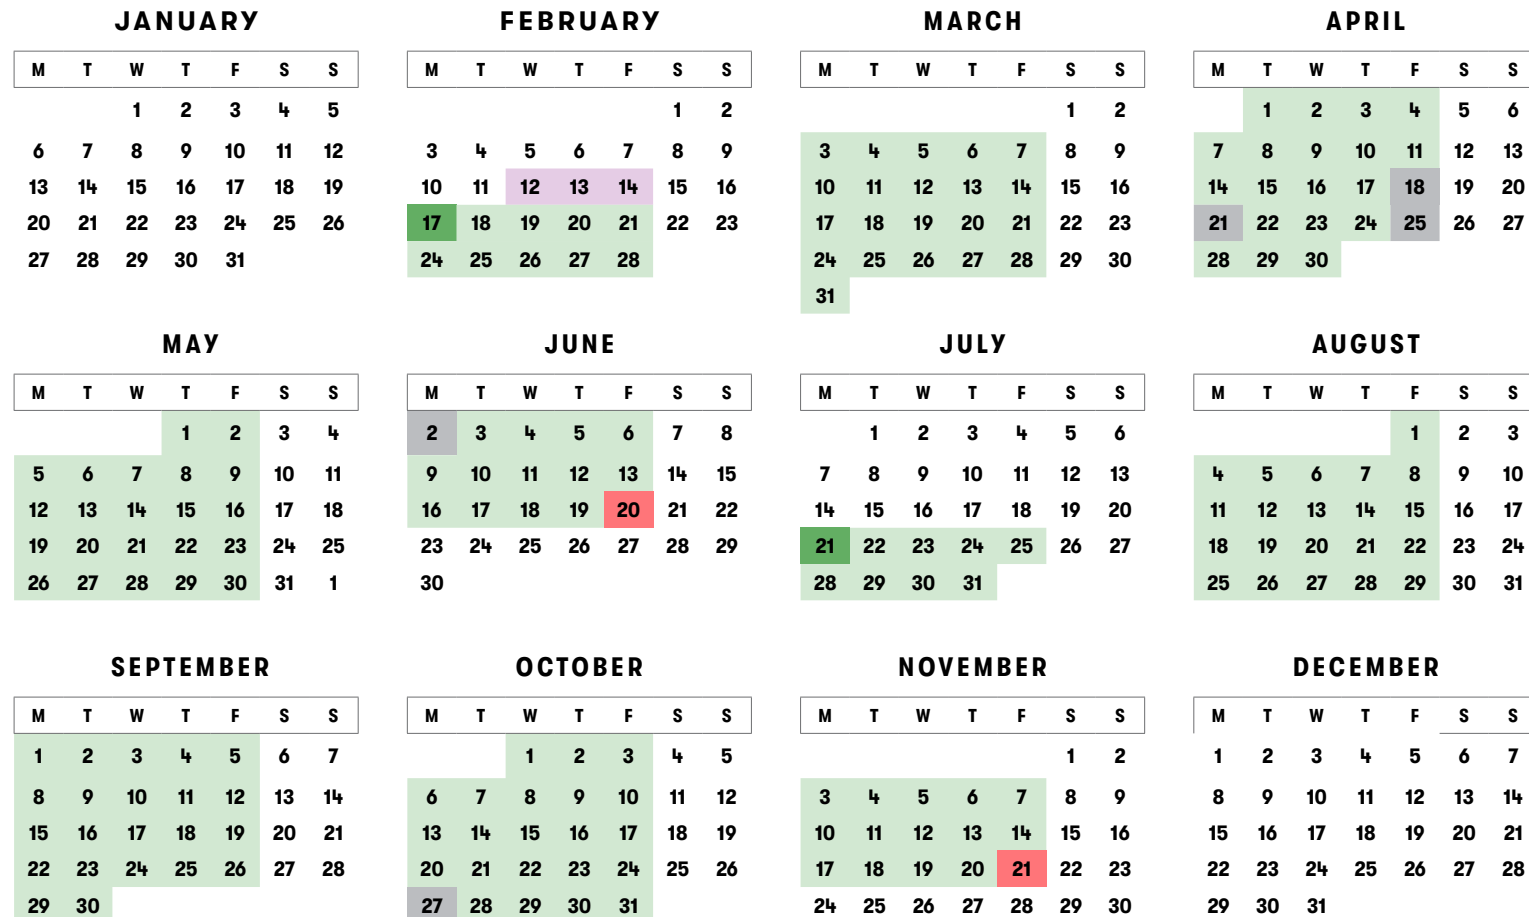 JANUARY FEBRUARY MARCH APRIL
M T W T F S S M T W T F S S M T W T F S S M T W T F S S
1 2 3 4 5 1 2 1 2 1 2 3 4 5 6
6 7 8 9 10 11 12 3 4 5 6 7 8 9 3 4 5 6 7 8 9 7 8 9 10 11 12 13
13 14 15 16 17 18 19 10 11 12 13 14 15 16 10 11 12 13 14 15 16 14 15 16 17 18 19 20
20 21 22 23 24 25 26 17 18 19 20 21 22 23 17 18 19 20 21 22 23 21 22 23 24 25 26 27
27 28 29 30 31 24 25 26 27 28 24 25 26 27 28 29 30 28 29 30
31
MAY JUNE JULY AUGUST
M T W T F S S M T W T F S S M T W T F S S M T W T F S S
1 2 3 4 2 3 4 5 6 7 8 1 2 3 4 5 6 1 2 3
5 6 7 8 9 10 11 9 10 11 12 13 14 15 7 8 9 10 11 12 13 4 5 6 7 8 9 10
12 13 14 15 16 17 18 16 17 18 19 20 21 22 14 15 16 17 18 19 20 11 12 13 14 15 16 17
19 20 21 22 23 24 25 23 24 25 26 27 28 29 21 22 23 24 25 26 27 18 19 20 21 22 23 24
26 27 28 29 30 31 1 30 28 29 30 31 25 26 27 28 29 30 31
SEPTEMBER OCTOBER NOVEMBER DECEMBER
M T W T F S S M T W T F S S M T W T F S S M T W T F S S
1 2 3 4 5 6 7 1 2 3 4 5 1 2 1 2 3 4 5 6 7
8 9 10 11 12 13 14 6 7 8 9 10 11 12 3 4 5 6 7 8 9 8 9 10 11 12 13 14
15 16 17 18 19 20 21 13 14 15 16 17 18 19 10 11 12 13 14 15 16 15 16 17 18 19 20 21
22 23 24 25 26 27 28 20 21 22 23 24 25 26 17 18 19 20 21 22 23 22 23 24 25 26 27 28
29 30 27 28 29 30 31 24 25 26 27 28 29 30 29 30 31